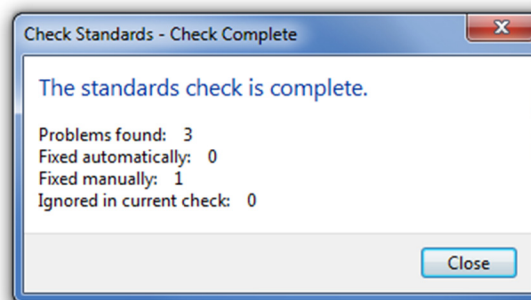 Check Standards - Check Complete
The standards check is complete.
Problems found: 3
Fixed automatically: 0
Fixed manually: 1
Ignored in current check: 0
Close